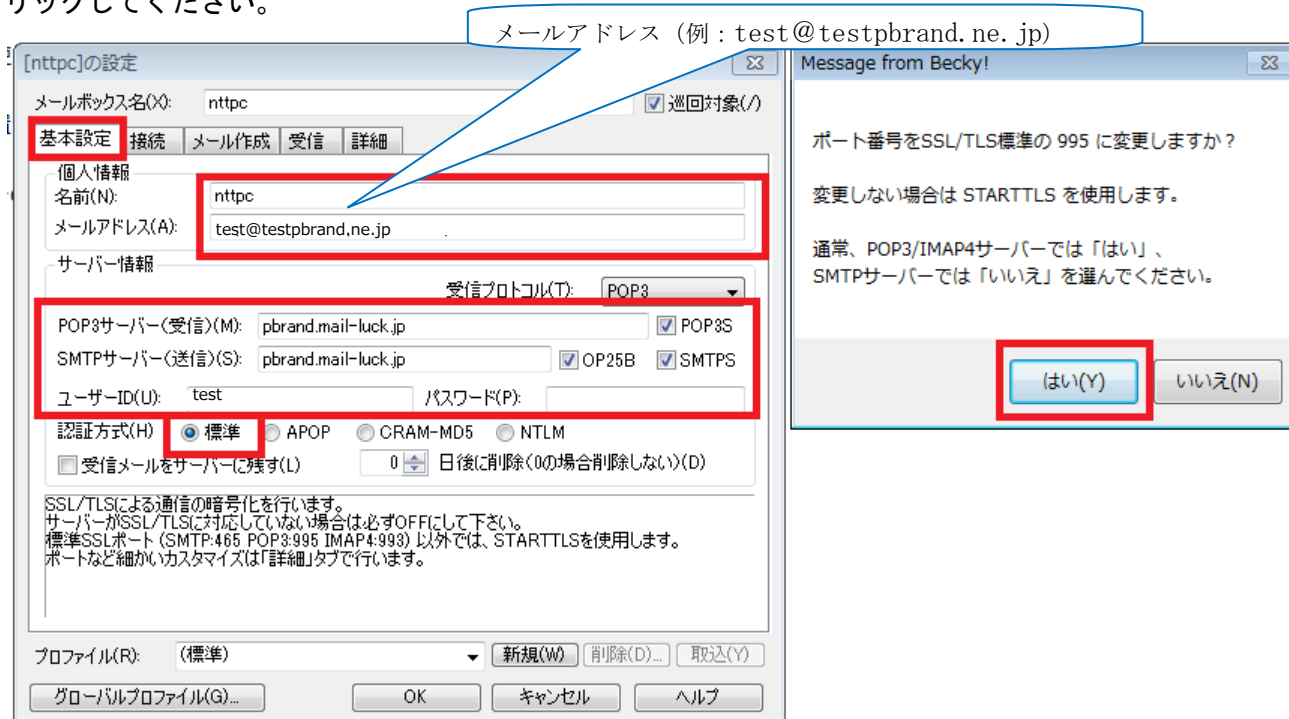 リックしてください。
メールアドレス (例：test@testpbrand.ne.jp)
[nttpc]の設定
メールボックス名(X): nttpc 巡回対象(/)
基本設定 接続 メール作成 受信 詳細
個人情報
名前(N): nttpc
メールアドレス(A): test@testpbrand.ne.jp
サーバー情報
受信プロトコル(T): POP3
POP3サーバー(受信)(M): pbrand.mail-luck.jp POP3S
SMTPサーバー(送信)(S): pbrand.mail-luck.jp OP25B SMTPS
ユーザーID(U): test パスワード(P):
認証方式(H) 標準 APOP CRAM-MD5 NTLM
受信メールをサーバーに残す(L) 0 日後に削除(0の場合削除しない)(D)
SSL/TLSによる通信の暗号化を行います。
サーバーがSSL/TLSに対応していない場合は必ずOFFにして下さい。
標準SSLポート (SMTP:465 POP3:995 IMAP4:993) 以外では、STARTTLSを使用します。
ポートなど細かいカスタマイズは「詳細」タブで行います。
プロファイル(R): (標準) 新規(W) 削除(D)... 取込(Y)
グローバルプロファイル(G)... OK キャンセル ヘルプ
Message from Becky!
ポート番号をSSL/TLS標準の 995 に変更しますか？
変更しない場合は STARTTLS を使用します。
通常、POP3/IMAP4サーバーでは「はい」、
SMTPサーバーでは「いいえ」を選んでください。
はい(Y) いいえ(N)